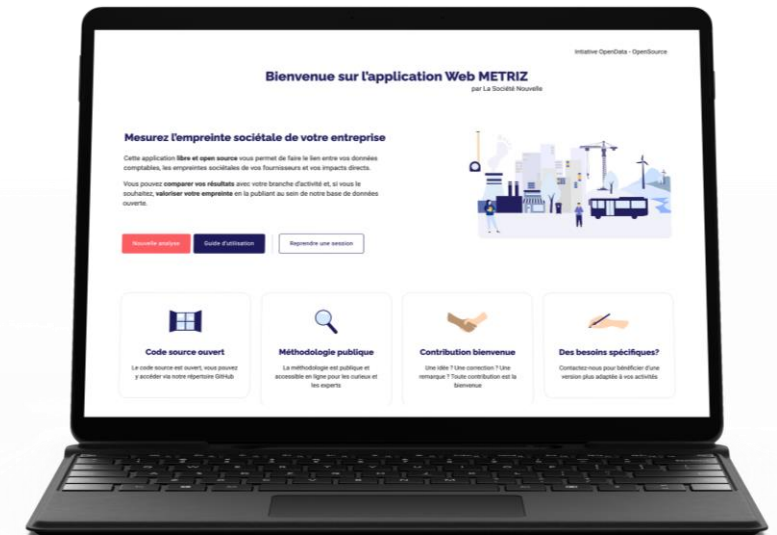 Initiative OpenData - OpenSource
Bienvenue sur l'application Web METRIZ
par La Société Nouvelle
Mesurez l'empreinte sociétale de votre entreprise
Cette application libre et open source vous permet de faire le lien entre vos données
comptables, les empreintes sociétales de vos fournisseurs et vos impacts directs.
Vous pouvez comparer vos résultats avec votre branche d'activité et, si vous le
souhaitez, valoriser votre empreinte en la publiant au sein de notre base de données
ouverte.
Nouvelle analyse
Guide d'utilisation
Reprendre une session
Code source ouvert
Le code source est ouvert, vous pouvez
y accéder via notre répertoire GitHub
Méthodologie publique
La méthodologie est publique et
accessible en ligne pour les curieux et
les experts
Contribution bienvenue
Une idée ? Une correction ? Une
remarque ? Toute contribution est la
bienvenue
Des besoins spécifiques?
Contactez-nous pour bénéficier d'une
version plus adaptée à vos activités